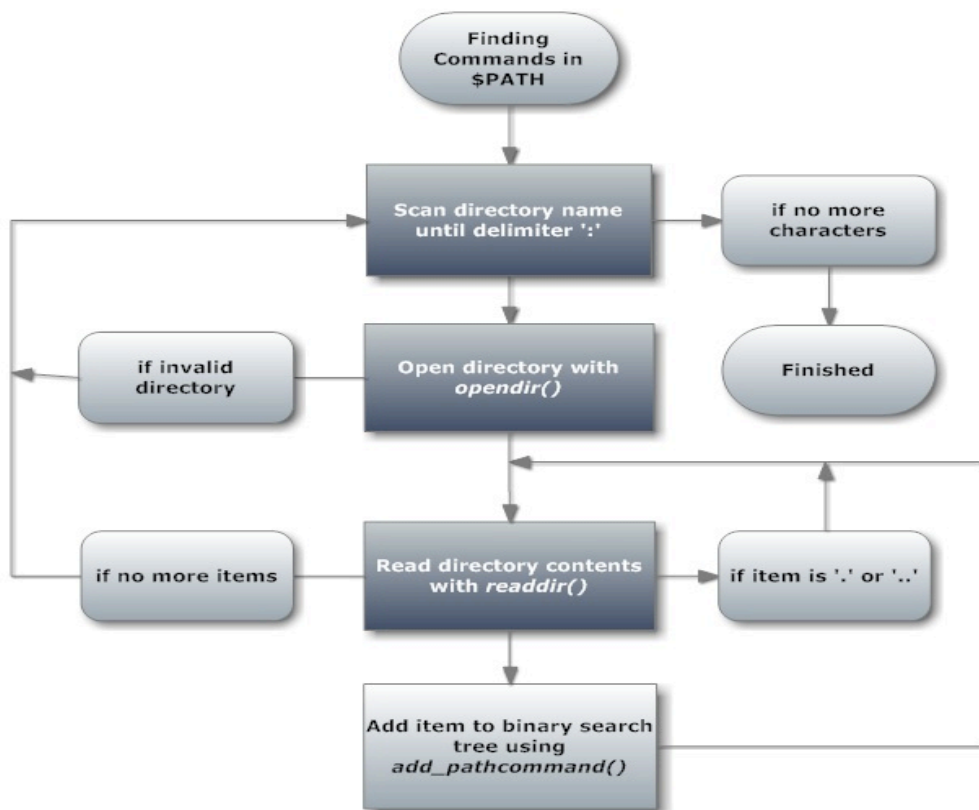 Finding
Commands in
$PATH
Scan directory name
until delimiter ':'
if no more
characters
if invalid
directory
Open directory with
opendir()
Finished
if no more items
Read directory contents
with readdir()
if item is '.' or '..'
Add item to binary search
tree using
add_pathcommand()